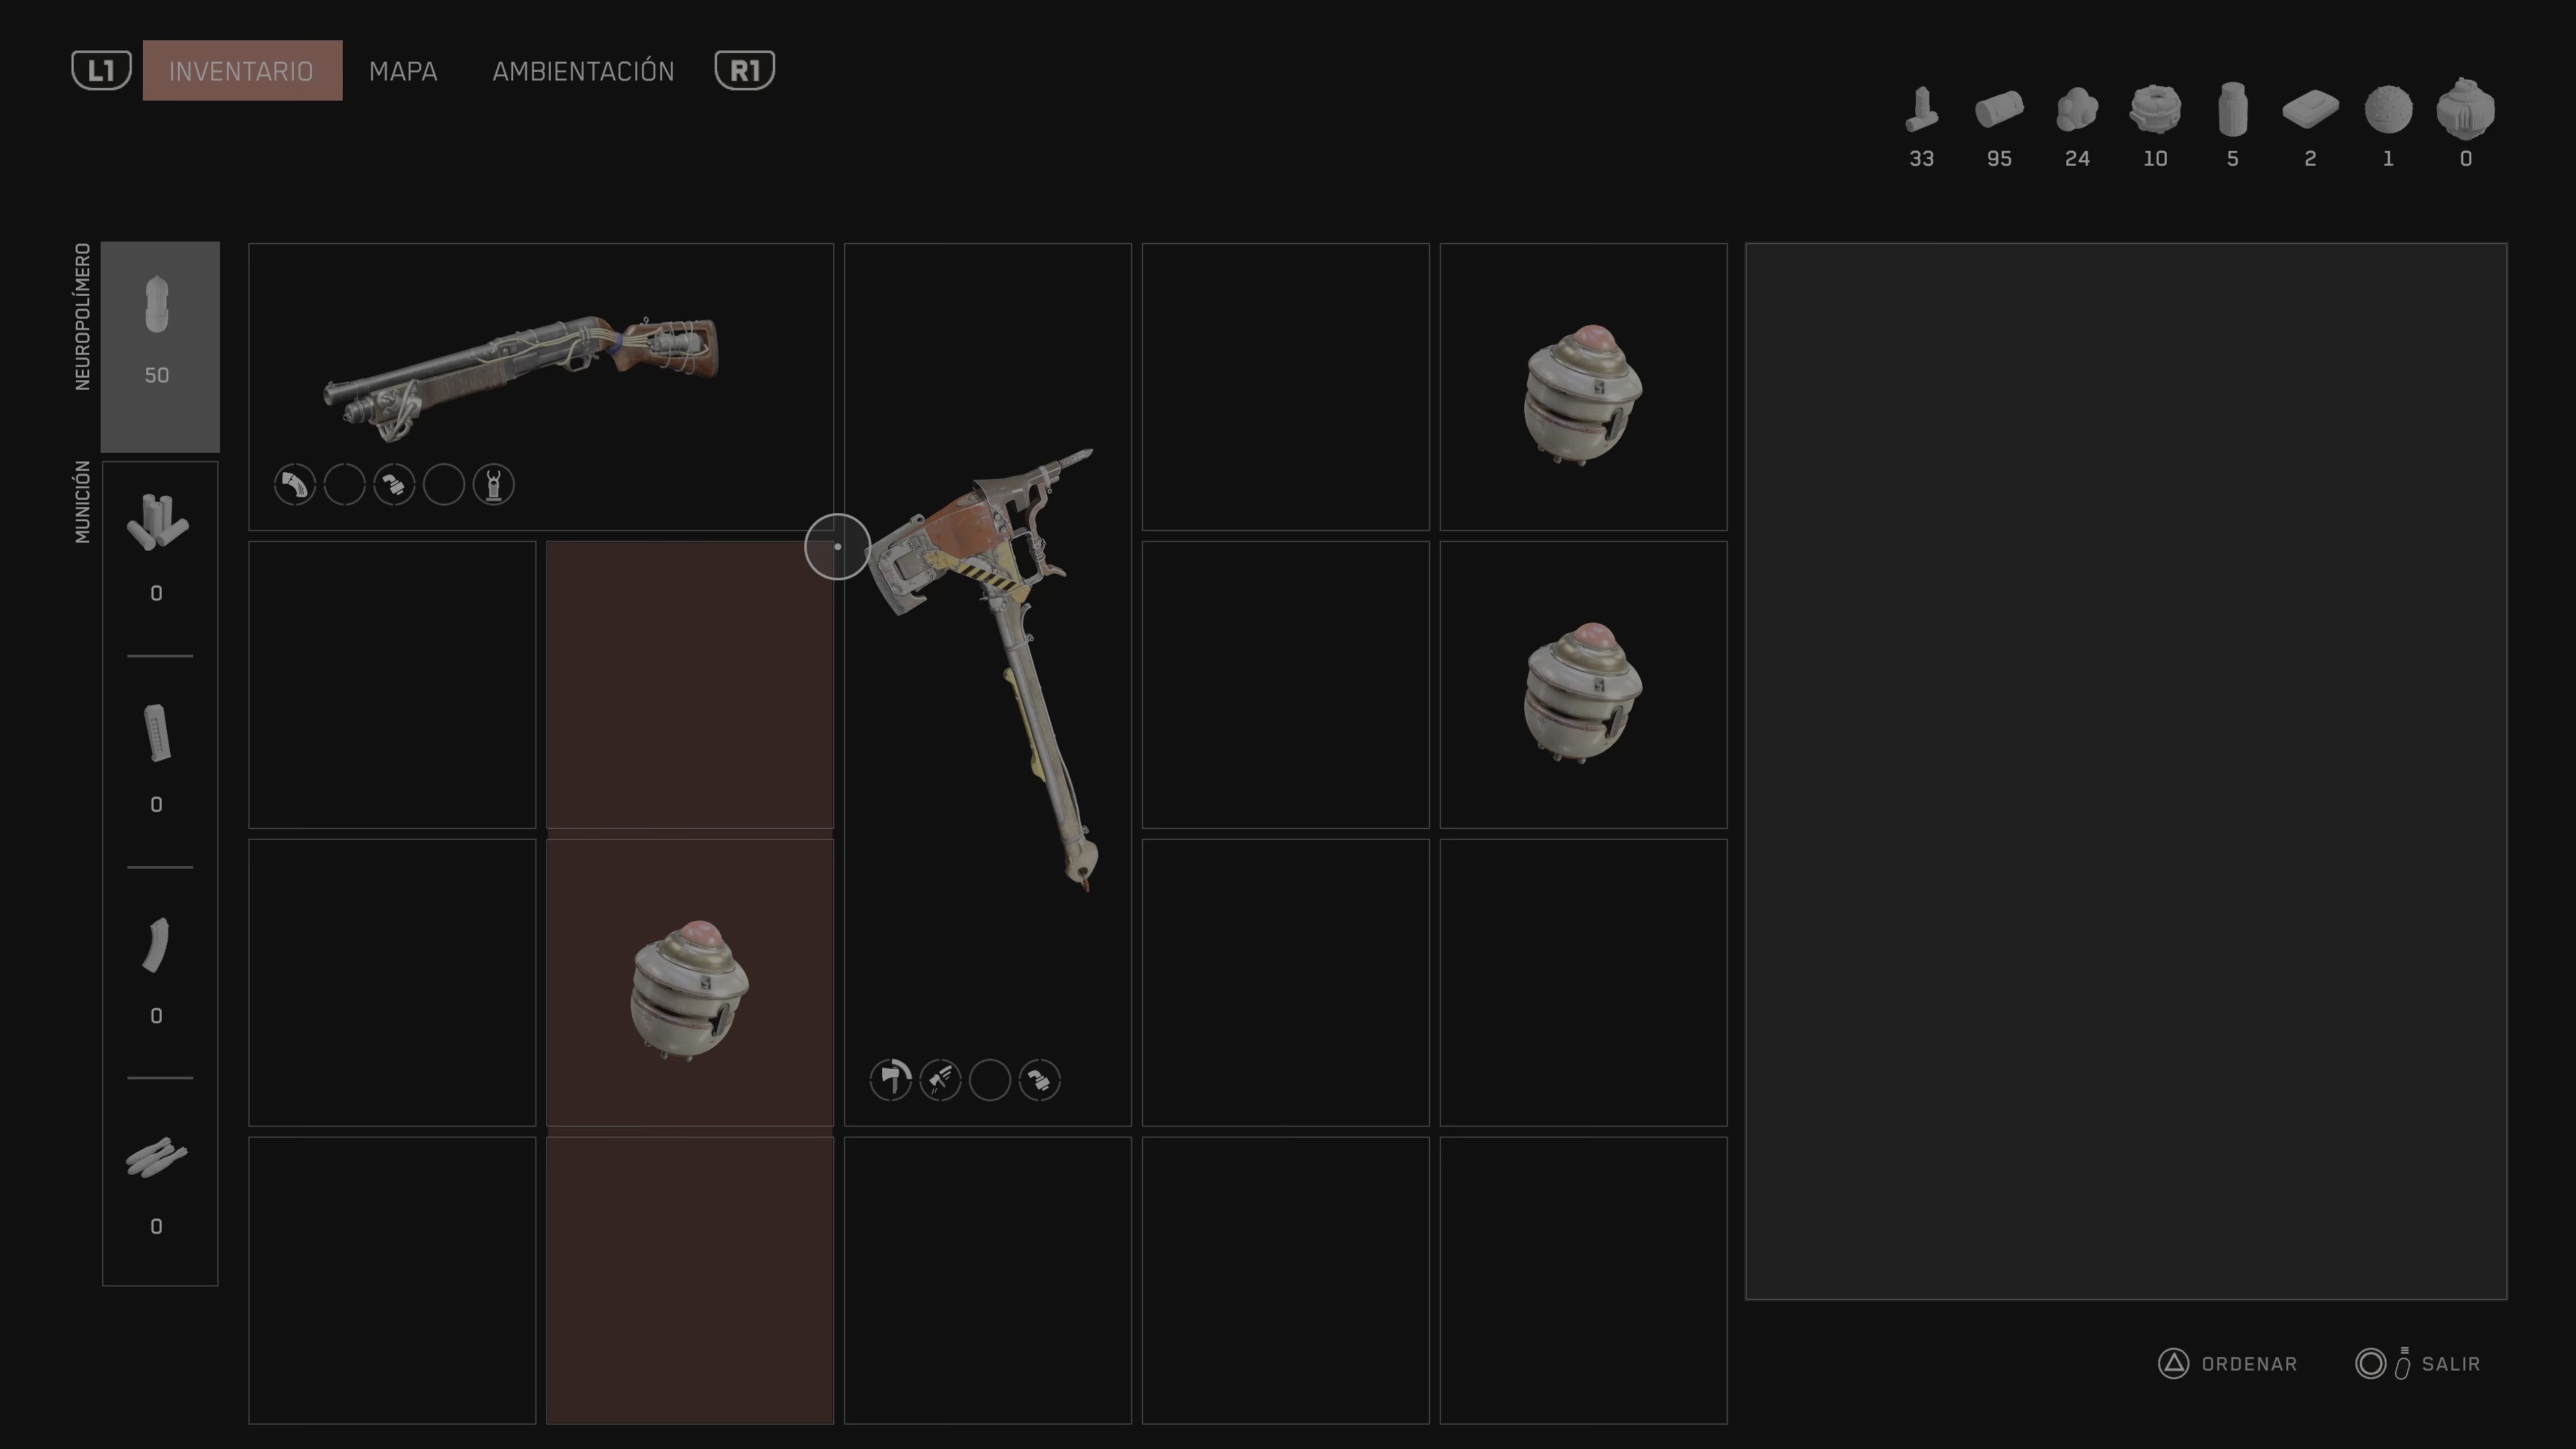 L1 INVENTARIO MAPA AMBIENTACIÓN R1
33 95 24 10 5 2 1 0
NEUROPOLÍMERO
50
MUNICIÓN
0
0
0
0
ORDENAR SALIR